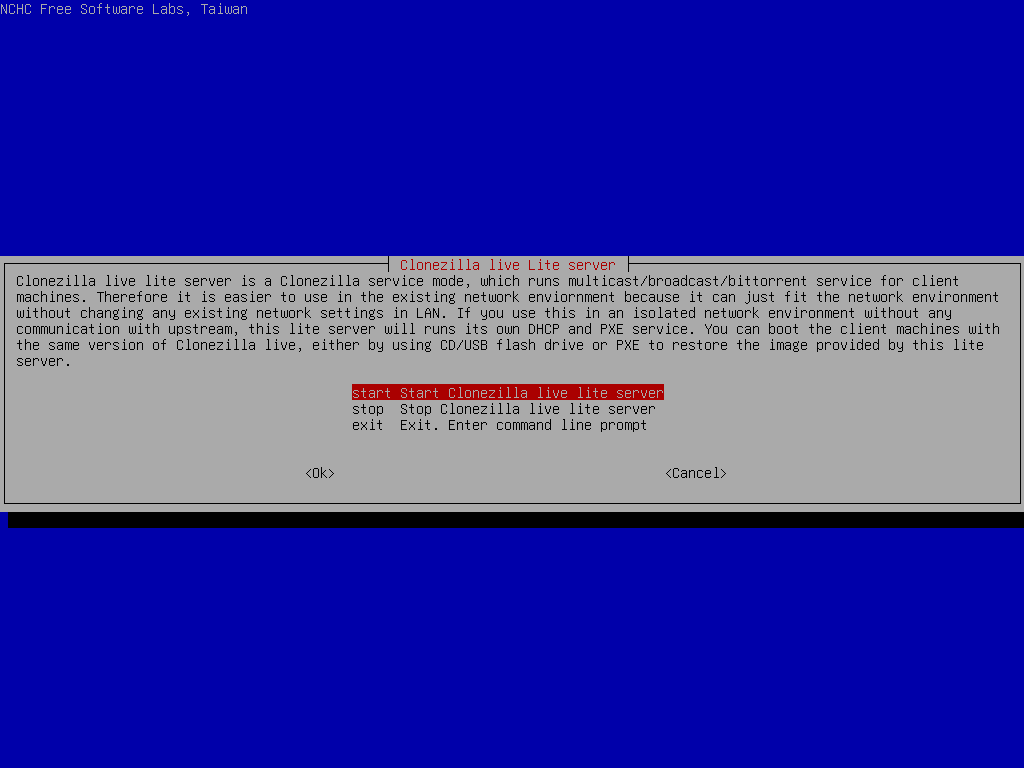 NCHC Free Software Labs, Taiwan
Clonezilla live Lite server
Clonezilla live lite server is a Clonezilla service mode, which runs multicast/broadcast/bittorrent service for client
machines. Therefore it is easier to use in the existing network enviornment because it can just fit the network environment
without changing any existing network settings in LAN. If you use this in an isolated network environment without any
communication with upstream, this lite server will runs its own DHCP and PXE service. You can boot the client machines with
the same version of Clonezilla live, either by using CD/USB flash drive or PXE to restore the image provided by this lite
server.
start Start Clonezilla live lite server
stop  Stop Clonezilla live lite server
exit  Exit. Enter command line prompt
<Ok> <Cancel>